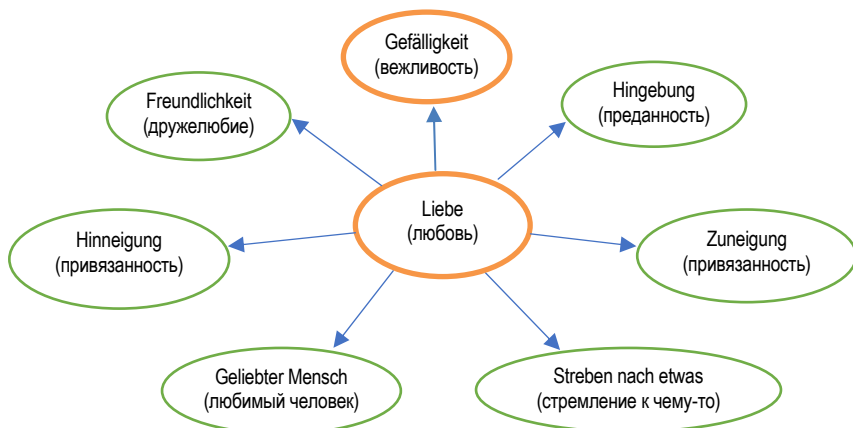 Gefälligkeit
(вежливость)
Freundlichkeit
(дружелюбие)
Hingebung
(преданность)
Liebe
(любовь)
Hinneigung
(привязанность)
Zuneigung
(привязанность)
Geliebter Mensch
(любимый человек)
Streben nach etwas
(стремление к чему-то)